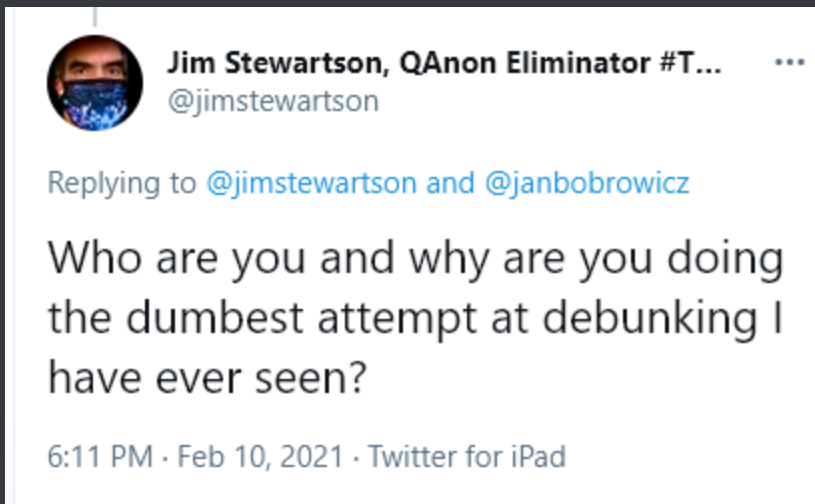 Jim Stewartson, QAnon Eliminator #T...
@jimstewartson
Replying to @jimstewartson and @janbobrowicz
Who are you and why are you doing
the dumbest attempt at debunking I
have ever seen?
6:11 PM · Feb 10, 2021 · Twitter for iPad